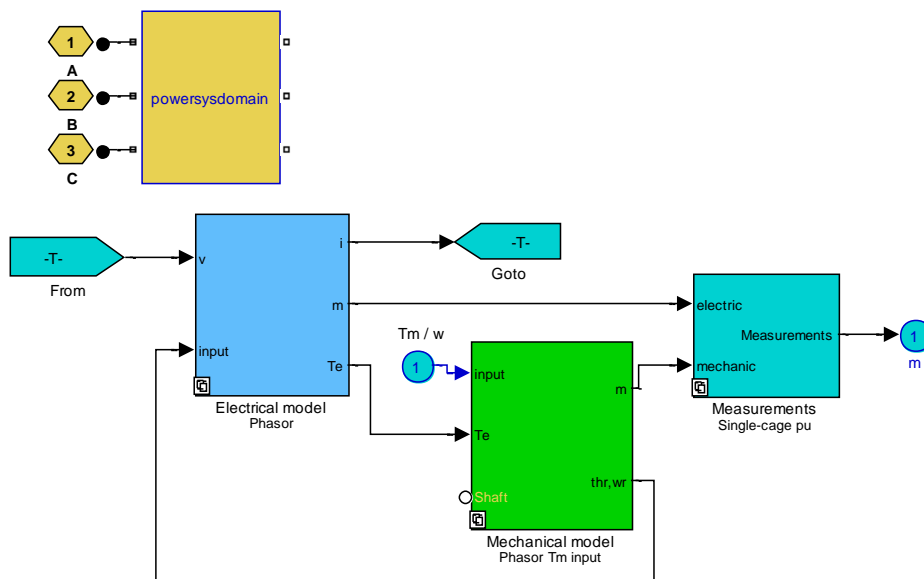 1
A
2
B
3
C
powersysdomain
-T-
From
v
input
i
m
Te
Electrical model
Phasor
-T-
Goto
Tm / w
1
input
Te
Shaft
m
thr,wr
Mechanical model
Phasor Tm input
electric
mechanic
Measurements
Measurements
Single-cage pu
1
m